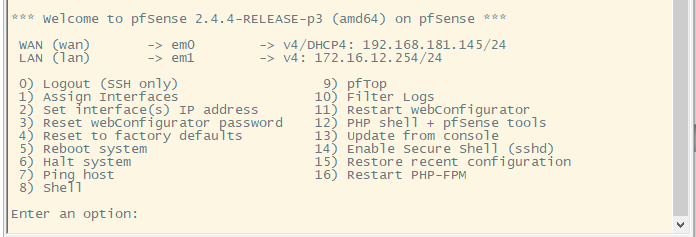 *** Welcome to pfSense 2.4.4-RELEASE-p3 (amd64) on pfSense ***
WAN (wan) -> em0 -> v4/DHCP4: 192.168.181.145/24
LAN (lan) -> em1 -> v4: 172.16.12.254/24
0) Logout (SSH only) 9) pfTop
1) Assign Interfaces 10) Filter Logs
2) Set interface(s) IP address 11) Restart webConfigurator
3) Reset webConfigurator password 12) PHP shell + pfSense tools
4) Reset to factory defaults 13) Update from console
5) Reboot system 14) Enable Secure Shell (sshd)
6) Halt system 15) Restore recent configuration
7) Ping host 16) Restart PHP-FPM
8) Shell
Enter an option: